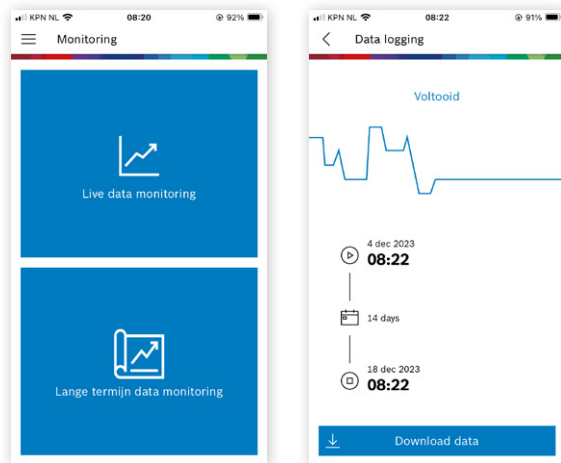 KPN NL 08:20 92%
Monitoring
Live data monitoring
Lange termijn data monitoring
KPN NL 08:22 91%
Data logging
Voltooid
4 dec 2023
08:22
14 days
18 dec 2023
08:22
Download data